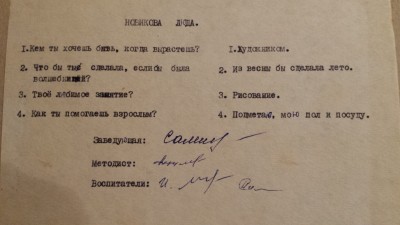 НОВИКОВА ЛЮДА.
1.Кем ты хочешь быть, когда вырастешь? 1.Художником.
2. Что бы ты сделала, если бы была волшебницей? 2. Из весны бы сделала лето.
3. Твоё любимое занятие? 3. Рисование.
4. Как ты помогаешь взрослым? 4. Подметаю, мою пол и посуду.
Заведующая:
Методист:
Воспитатели: